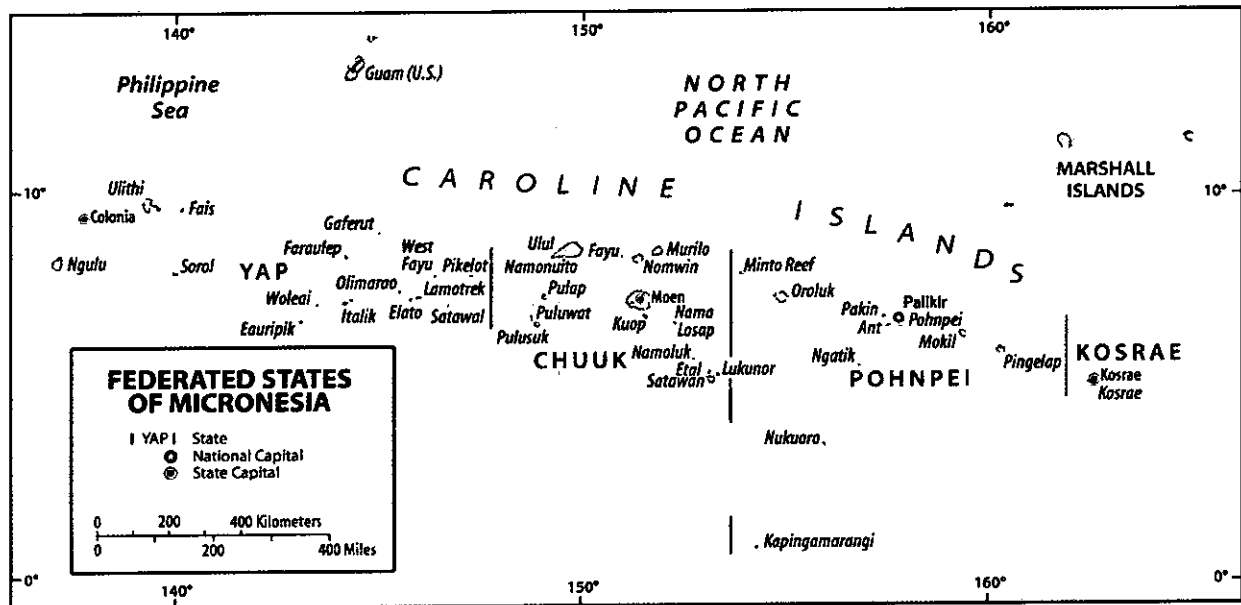 140°
150°
160°
Philippine
Sea
Guam (U.S.)
NORTH
PACIFIC
OCEAN
MARSHALL
ISLANDS
10°
10°
CAROLINE
ISLANDS
Ulithi
Colonia
Fais
Ngulu
Sorol
YAP
Gaferut
Faraulep
West
Fayu
Pikelot
Olimarao
Lamotrek
Woleai
Italik
Elato
Satawal
Eauripik
Ulul
Namonuito
Fayu
Murilo
Nomwin
Pulap
Moen
Puluwat
Kuop
Nama
Losap
Pulusuk
CHUUK
Namoluk
Etal
Lukunor
Satawan
Minto Reef
Oroluk
Pakin
Palikir
Pohnpei
Ant
Mokil
Ngatik
Pingelap
POHNPEI
KOSRAE
Kosrae
Kosrae
Nukuoro
Kapingamarangi
FEDERATED STATES
OF MICRONESIA
YAP State
National Capital
State Capital
0 200 400 Kilometers
0 200 400 Miles
0°
0°
140°
150°
160°